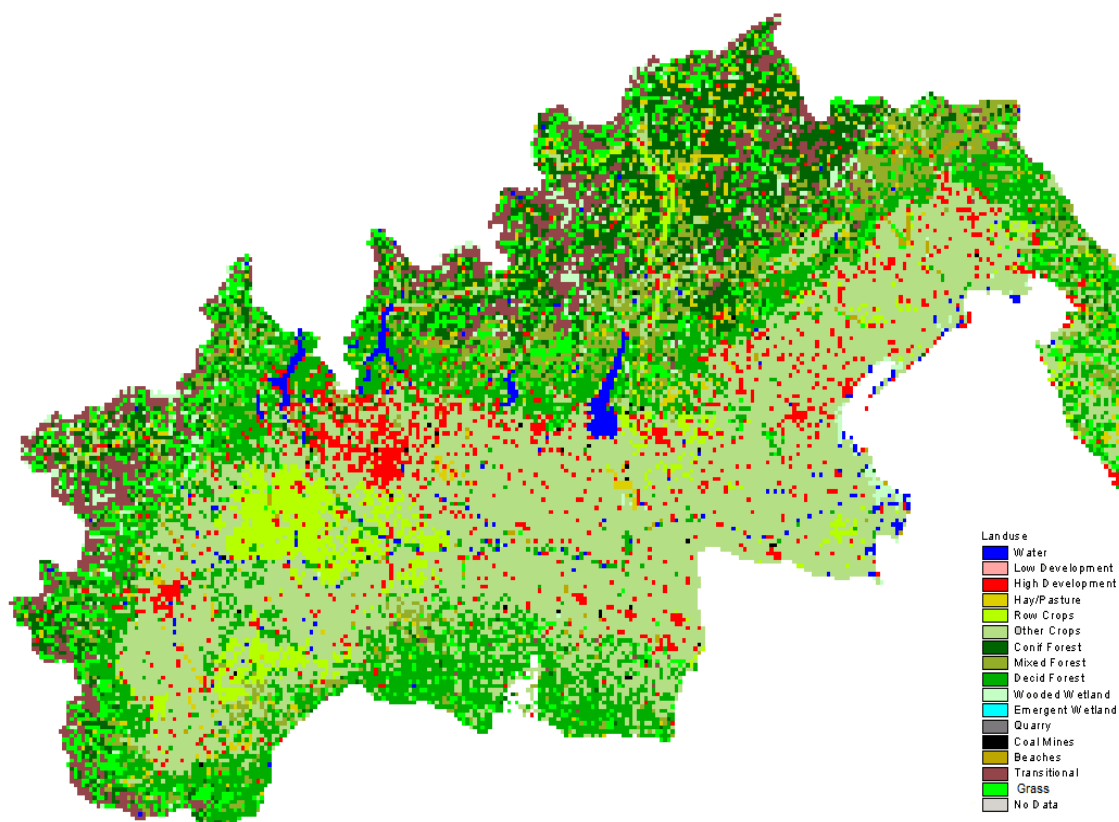 Landuse
Water
Low Development
High Development
Hay/Pasture
Row Crops
Other Crops
Conif Forest
Mixed Forest
Decid Forest
Wooded Wetland
Emergent Wetland
Quarry
Coal Mines
Beaches
Transitional
Grass
No Data